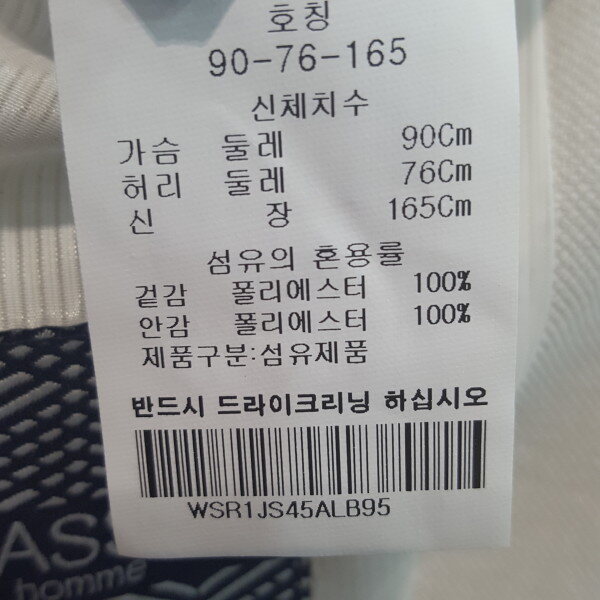 호칭
90-76-165
신체치수
가슴 둘레 90Cm
허리 둘레 76Cm
신 장 165Cm
섬유의 혼용률
겉감 폴리에스터 100%
안감 폴리에스터 100%
제품구분:섬유제품
반드시 드라이크리닝 하십시오
WSR1JS45ALB95
homme